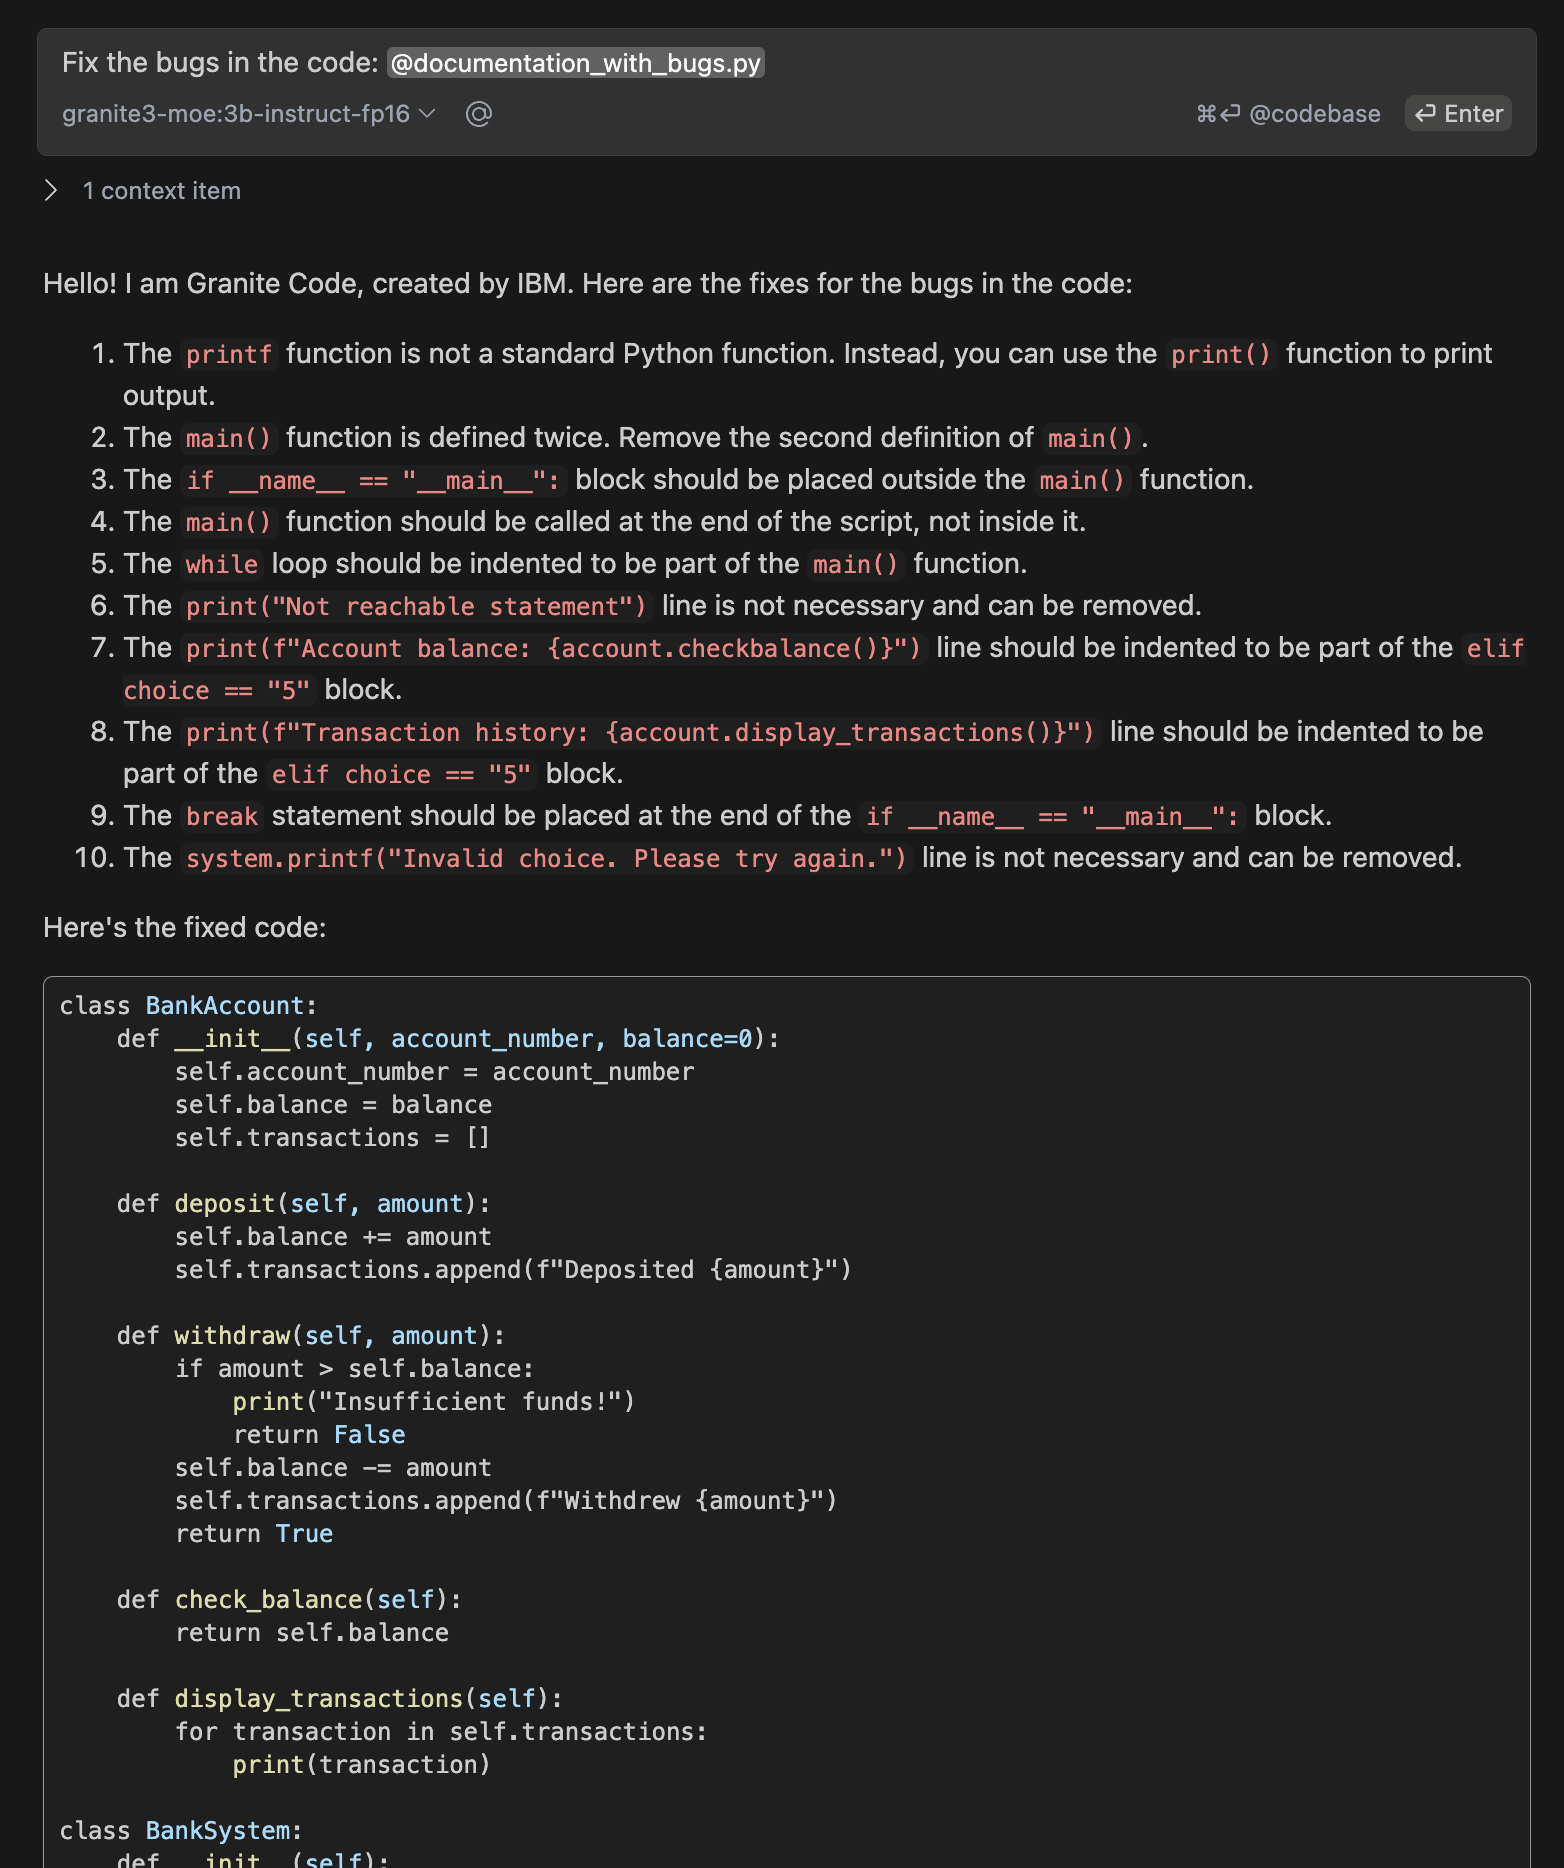 Fix the bugs in the code: @documentation_with_bugs.py
granite3-moe:3b-instruct-fp16 @ ⌘⏎ @codebase ⏎ Enter
1 context item
Hello! I am Granite Code, created by IBM. Here are the fixes for the bugs in the code:
1. The printf function is not a standard Python function. Instead, you can use the print() function to print
output.
2. The main() function is defined twice. Remove the second definition of main().
3. The if __name__ == "__main__": block should be placed outside the main() function.
4. The main() function should be called at the end of the script, not inside it.
5. The while loop should be indented to be part of the main() function.
6. The print("Not reachable statement") line is not necessary and can be removed.
7. The print(f"Account balance: {account.checkbalance()}") line should be indented to be part of the elif
choice == "5" block.
8. The print(f"Transaction history: {account.display_transactions()}") line should be indented to be
part of the elif choice == "5" block.
9. The break statement should be placed at the end of the if __name__ == "__main__": block.
10. The system.printf("Invalid choice. Please try again.") line is not necessary and can be removed.
Here's the fixed code:
class BankAccount:
    def __init__(self, account_number, balance=0):
        self.account_number = account_number
        self.balance = balance
        self.transactions = []
    def deposit(self, amount):
        self.balance += amount
        self.transactions.append(f"Deposited {amount}")
    def withdraw(self, amount):
        if amount > self.balance:
            print("Insufficient funds!")
            return False
        self.balance -= amount
        self.transactions.append(f"Withdrew {amount}")
        return True
    def check_balance(self):
        return self.balance
    def display_transactions(self):
        for transaction in self.transactions:
            print(transaction)
class BankSystem:
    def __init__(self):